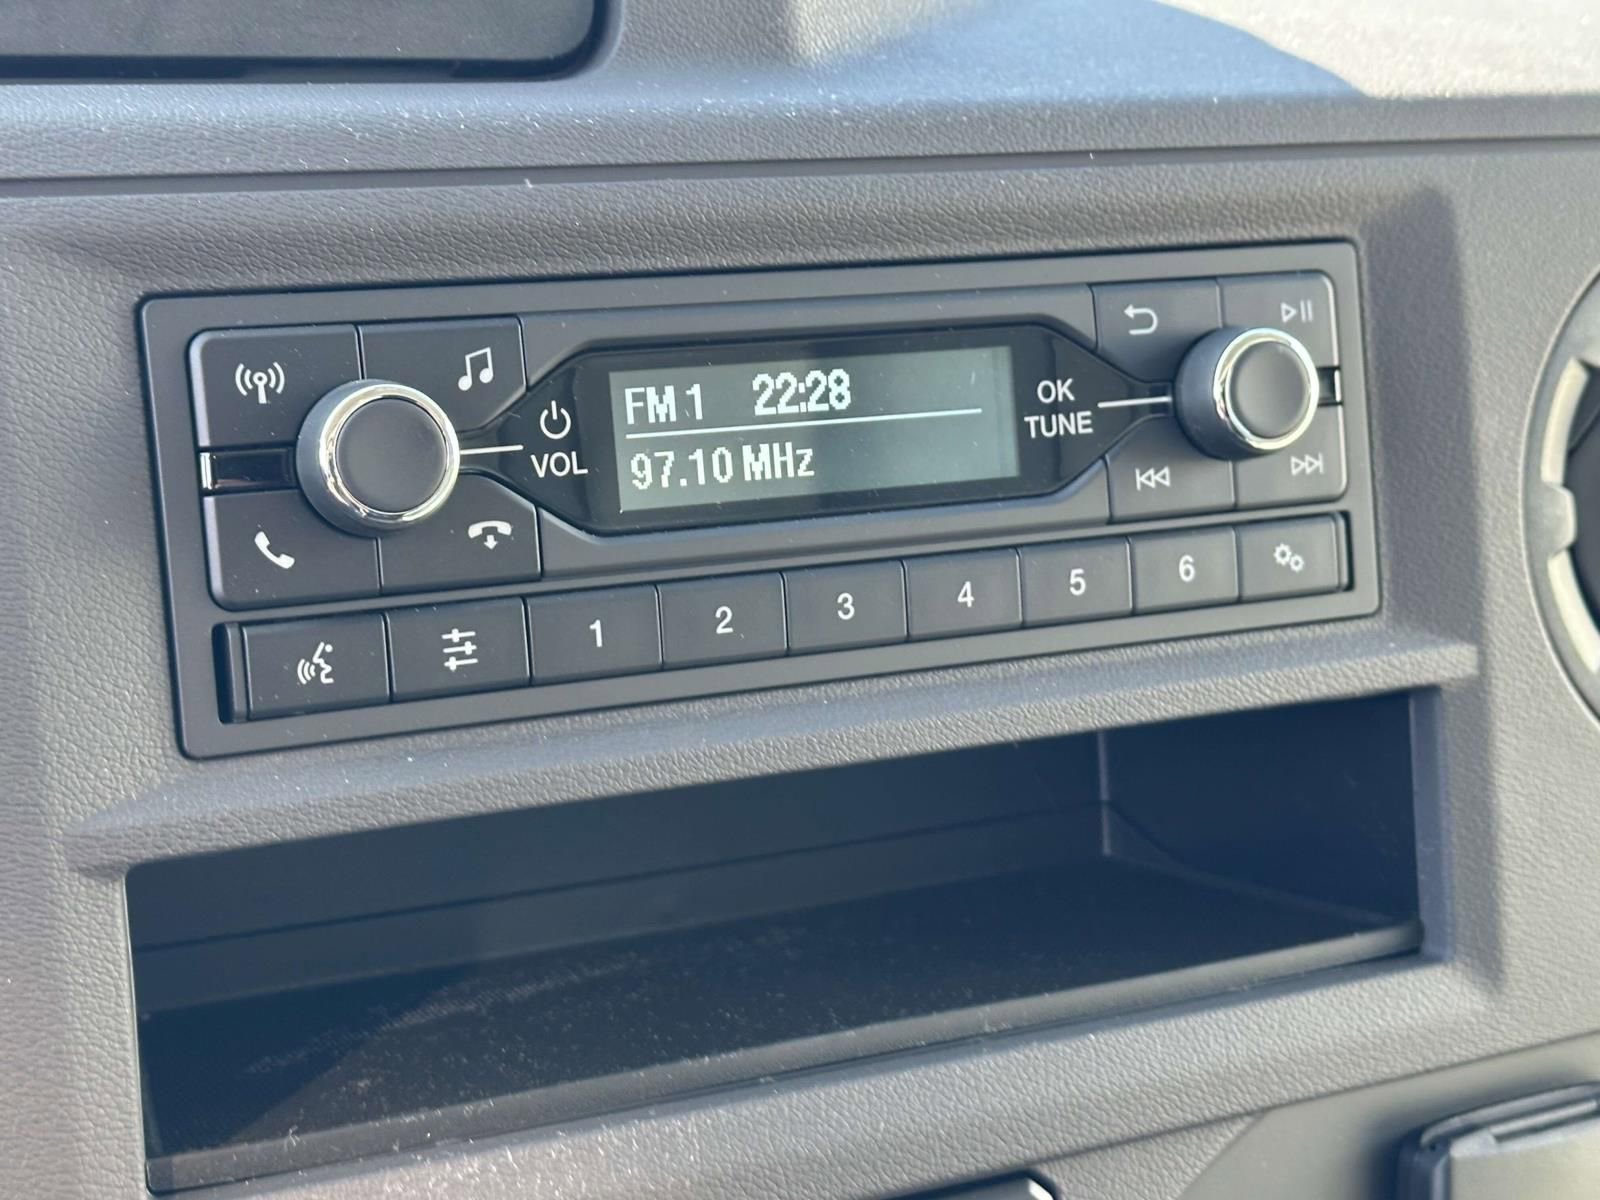 FM 1 22:28
97.10 MHz
VOL
OK
TUNE
1 2 3 4 5 6